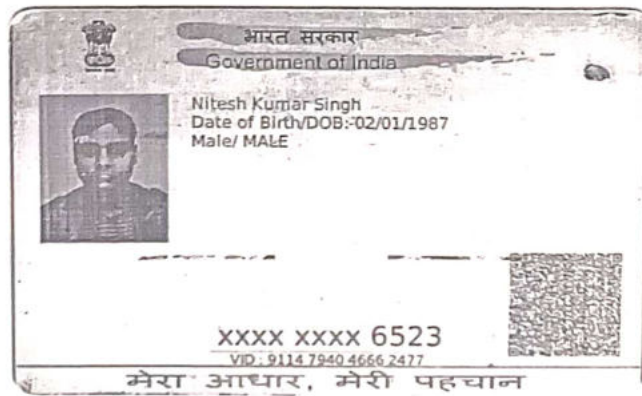 भारत सरकार
Government of India
Nitesh Kumar Singh
Date of Birth/DOB: 02/01/1987
Male/ MALE
xxxx xxxx 6523
VID : 9114 7940 4666 2477
मेरा आधार, मेरी पहचान